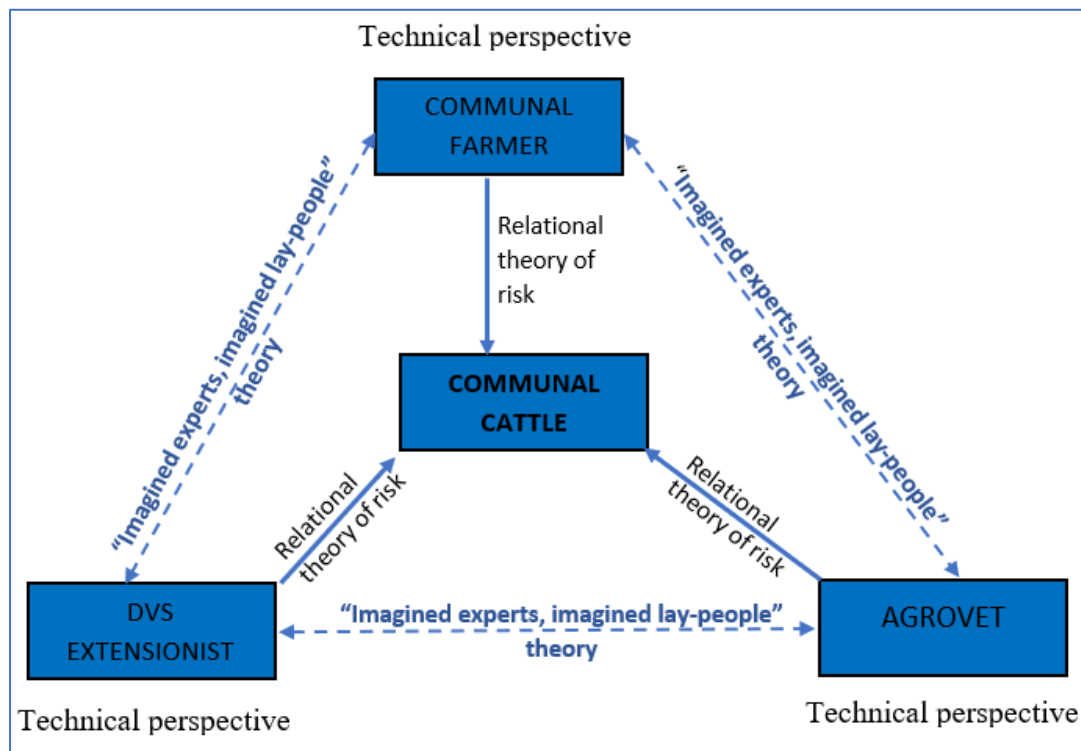 Technical perspective
COMMUNAL
FARMER
“Imagined experts, imagined lay-people”
theory
Relational
theory of
risk
“Imagined experts, imagined lay-people”
theory
COMMUNAL
CATTLE
Relational
theory of risk
Relational
theory of risk
DVS
EXTENSIONIST
“Imagined experts, imagined lay-people”
theory
AGROVET
Technical perspective
Technical perspective